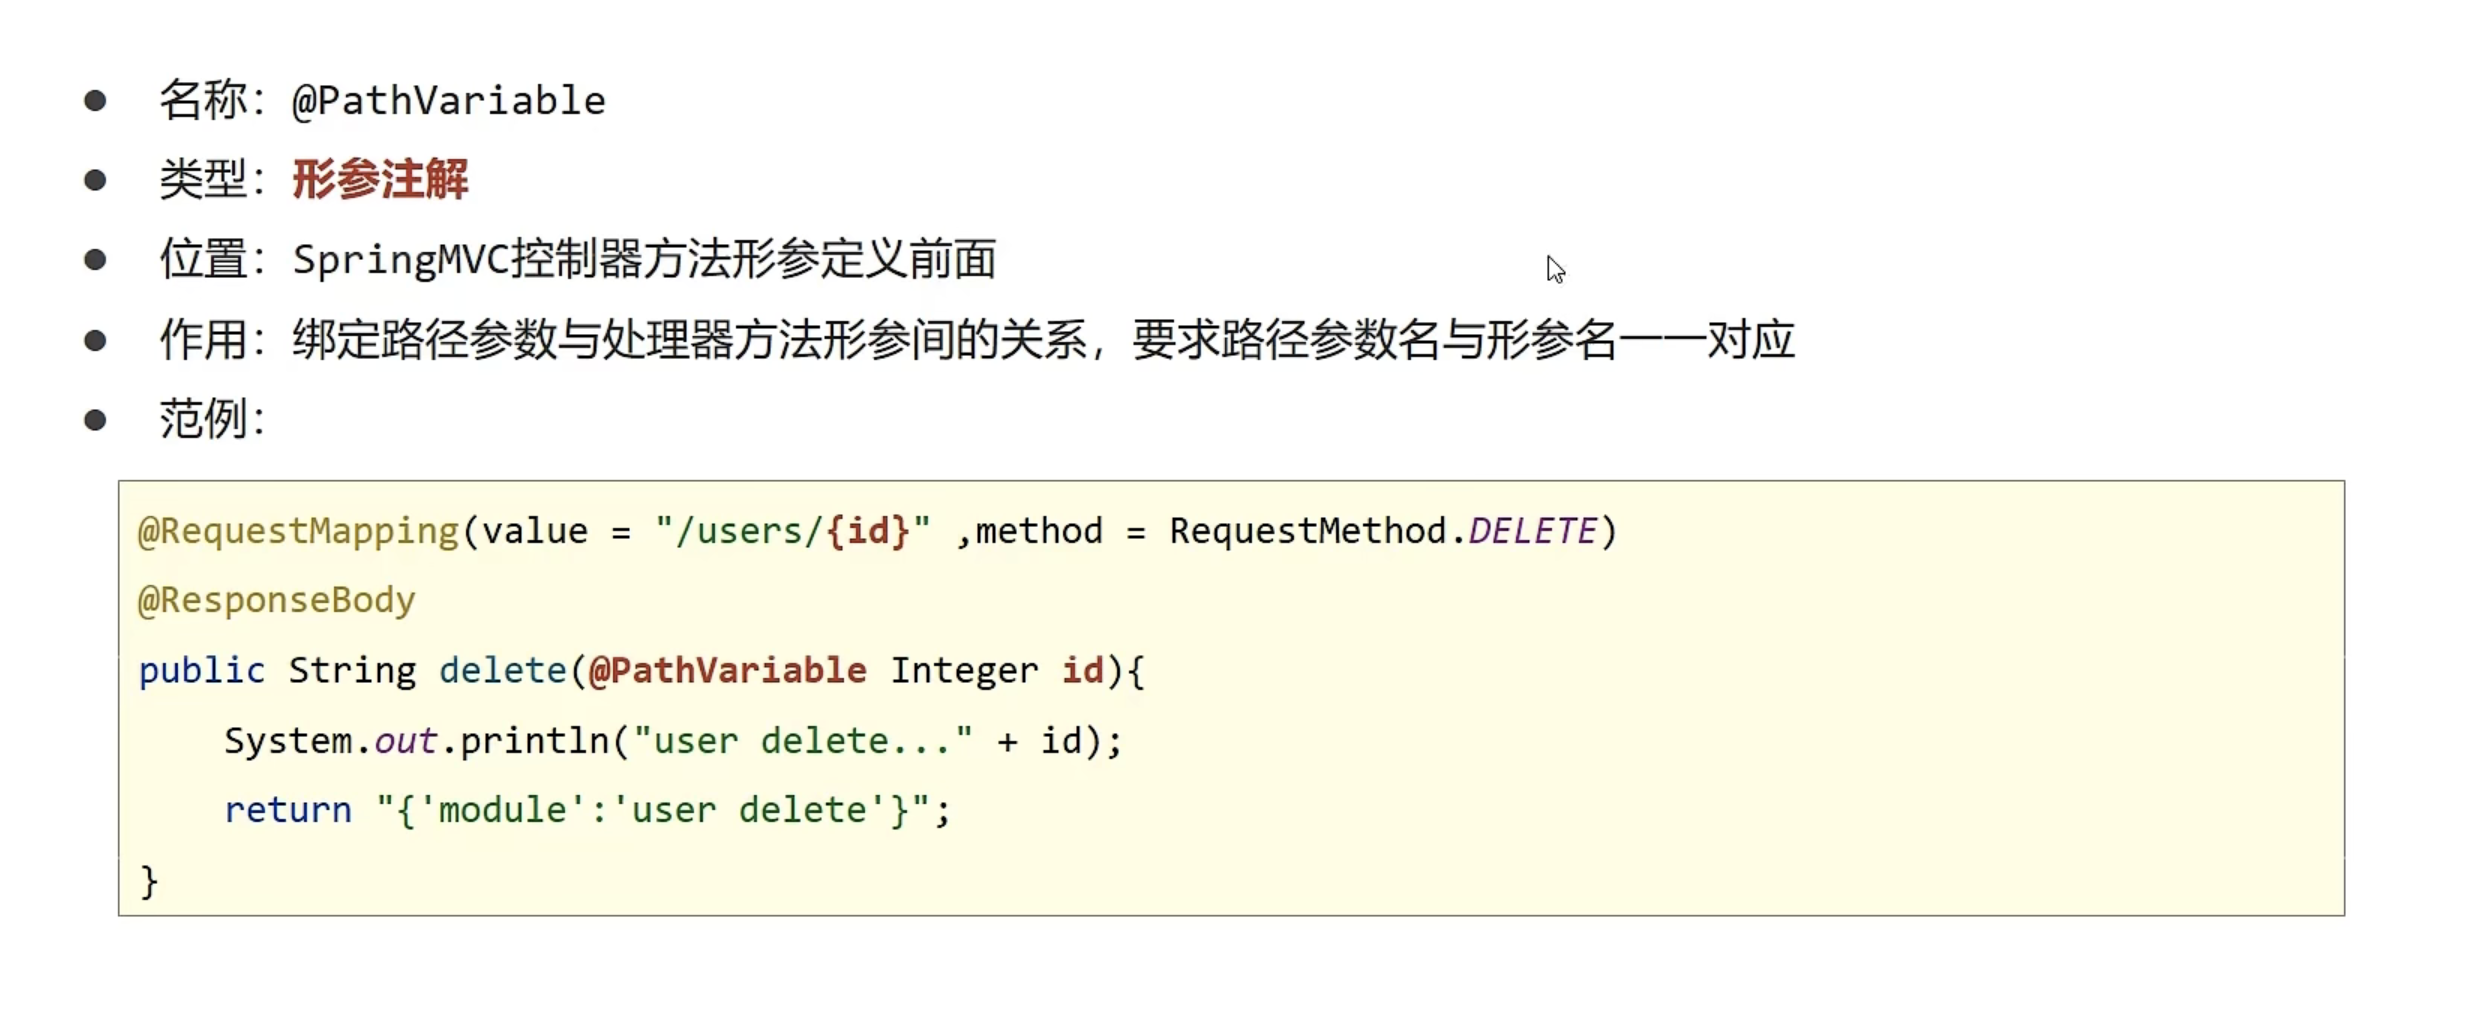 ● 名称：@PathVariable
● 类型：形参注解
● 位置：SpringMVC控制器方法形参定义前面
● 作用：绑定路径参数与处理器方法形参间的关系，要求路径参数名与形参名一一对应
● 范例：
@RequestMapping(value = "/users/{id}" ,method = RequestMethod.DELETE)
@ResponseBody
public String delete(@PathVariable Integer id){
    System.out.println("user delete..." + id);
    return "{'module':'user delete'}";
}